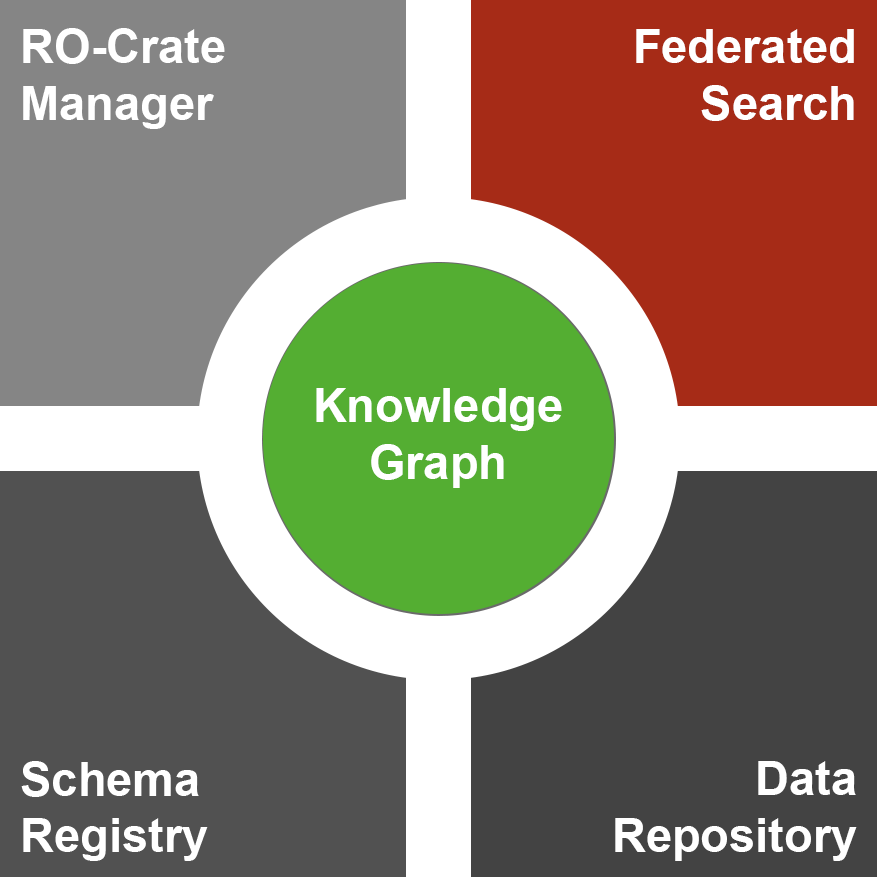 RO-Crate
Manager
Federated
Search
Knowledge
Graph
Schema
Registry
Data
Repository